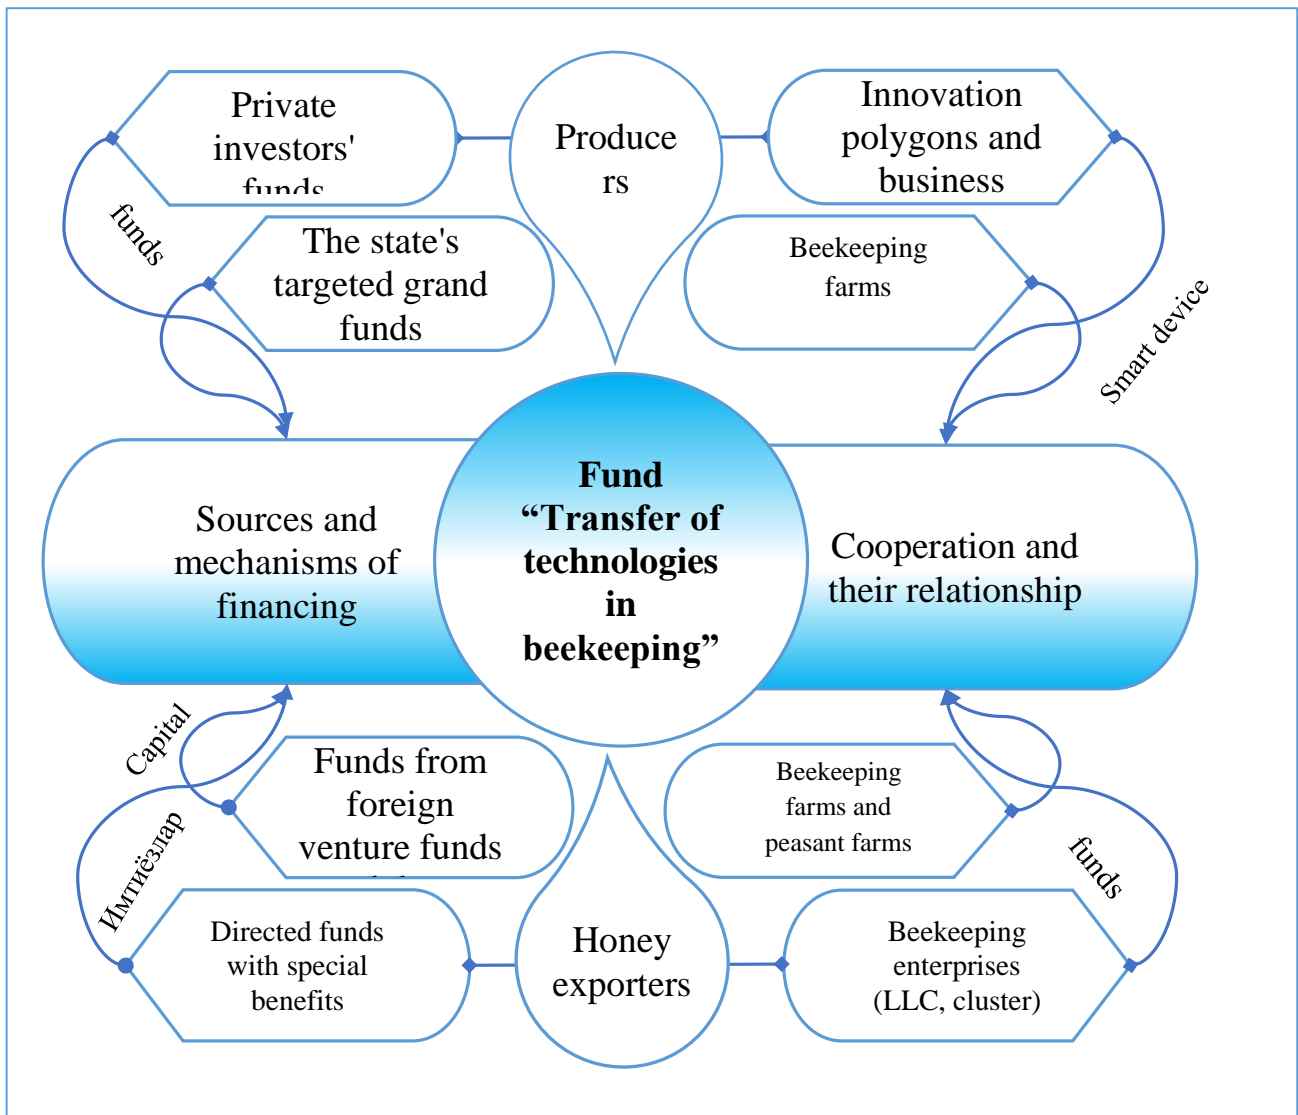 Private
investors'
funds
Produce
rs
Innovation
polygons and
business
funds
The state's
targeted grand
funds
Beekeeping
farms
Smart device
Sources and
mechanisms of
financing
Fund
“Transfer of
technologies
in
beekeeping”
Cooperation and
their relationship
Capital
Funds from
foreign
venture funds
Beekeeping
farms and
peasant farms
Имтиёзлар
funds
Directed funds
with special
benefits
Honey
exporters
Beekeeping
enterprises
(LLC, cluster)